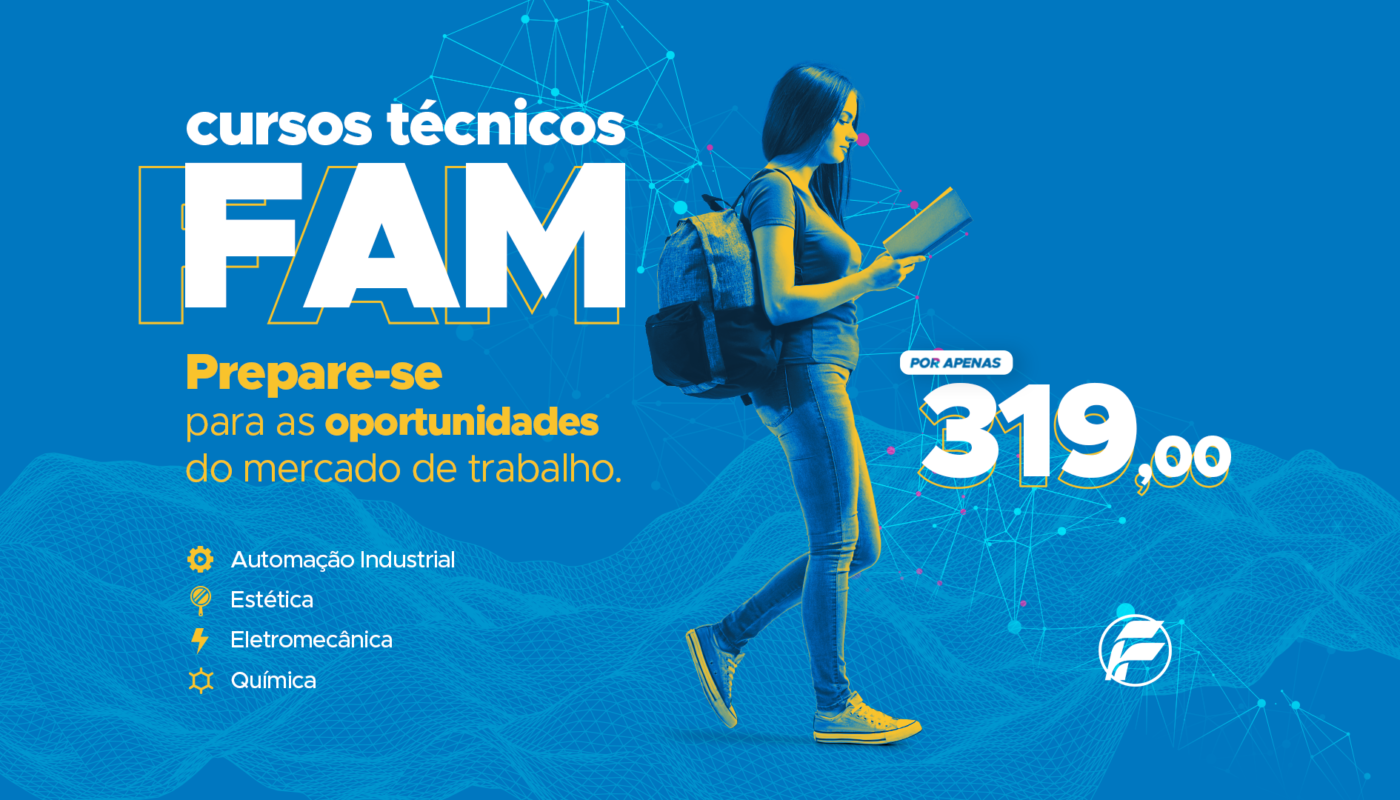 cursos técnicos
FAM
Prepare-se
para as oportunidades
do mercado de trabalho.
Automação Industrial
Estética
Eletromecânica
Química
POR APENAS
319,00
F